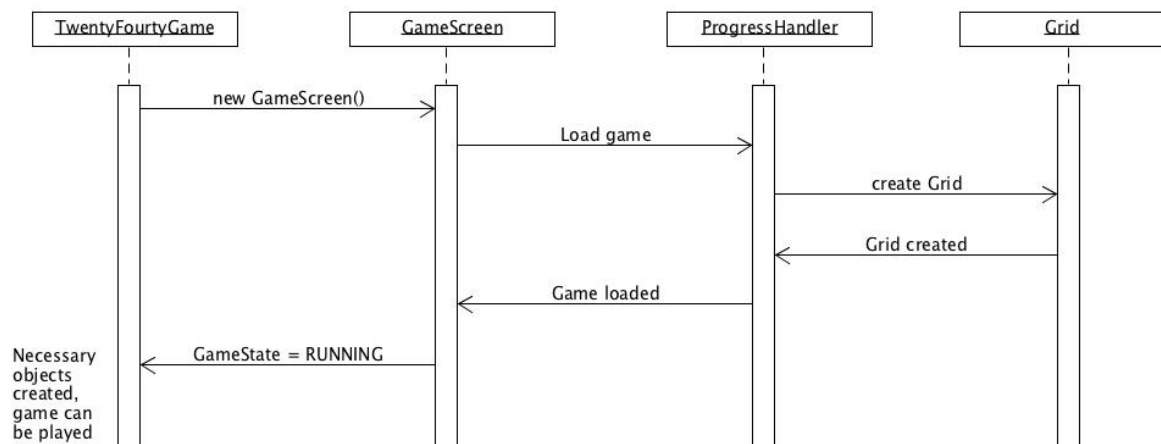 TwentyFourtyGame
GameScreen
ProgressHandler
Grid
new GameScreen()
Load game
create Grid
Grid created
Game loaded
GameState = RUNNING
Necessary
objects
created,
game can
be played